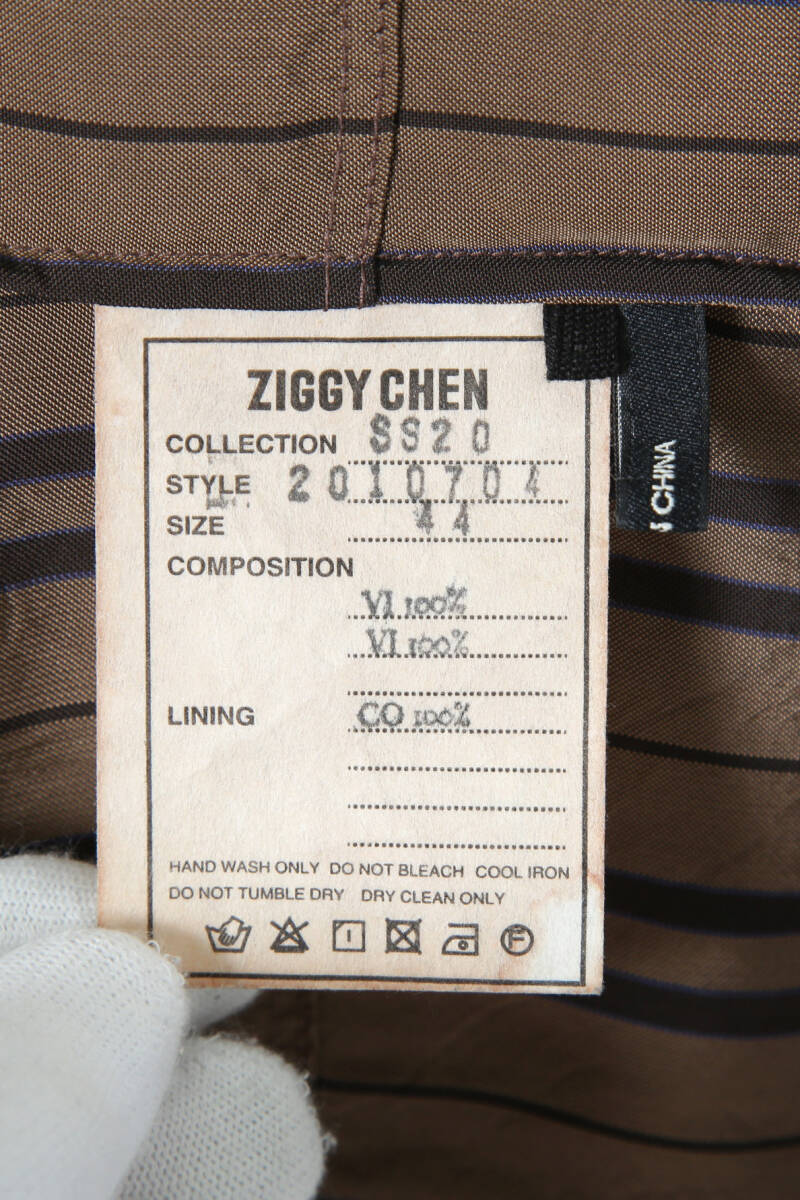 ZIGGY CHEN
COLLECTION SS20
STYLE 2010704
SIZE 44
COMPOSITION
VI 100%
VI 100%
LINING CO 100%
HAND WASH ONLY DO NOT BLEACH COOL IRON
DO NOT TUMBLE DRY DRY CLEAN ONLY
F
CHINA